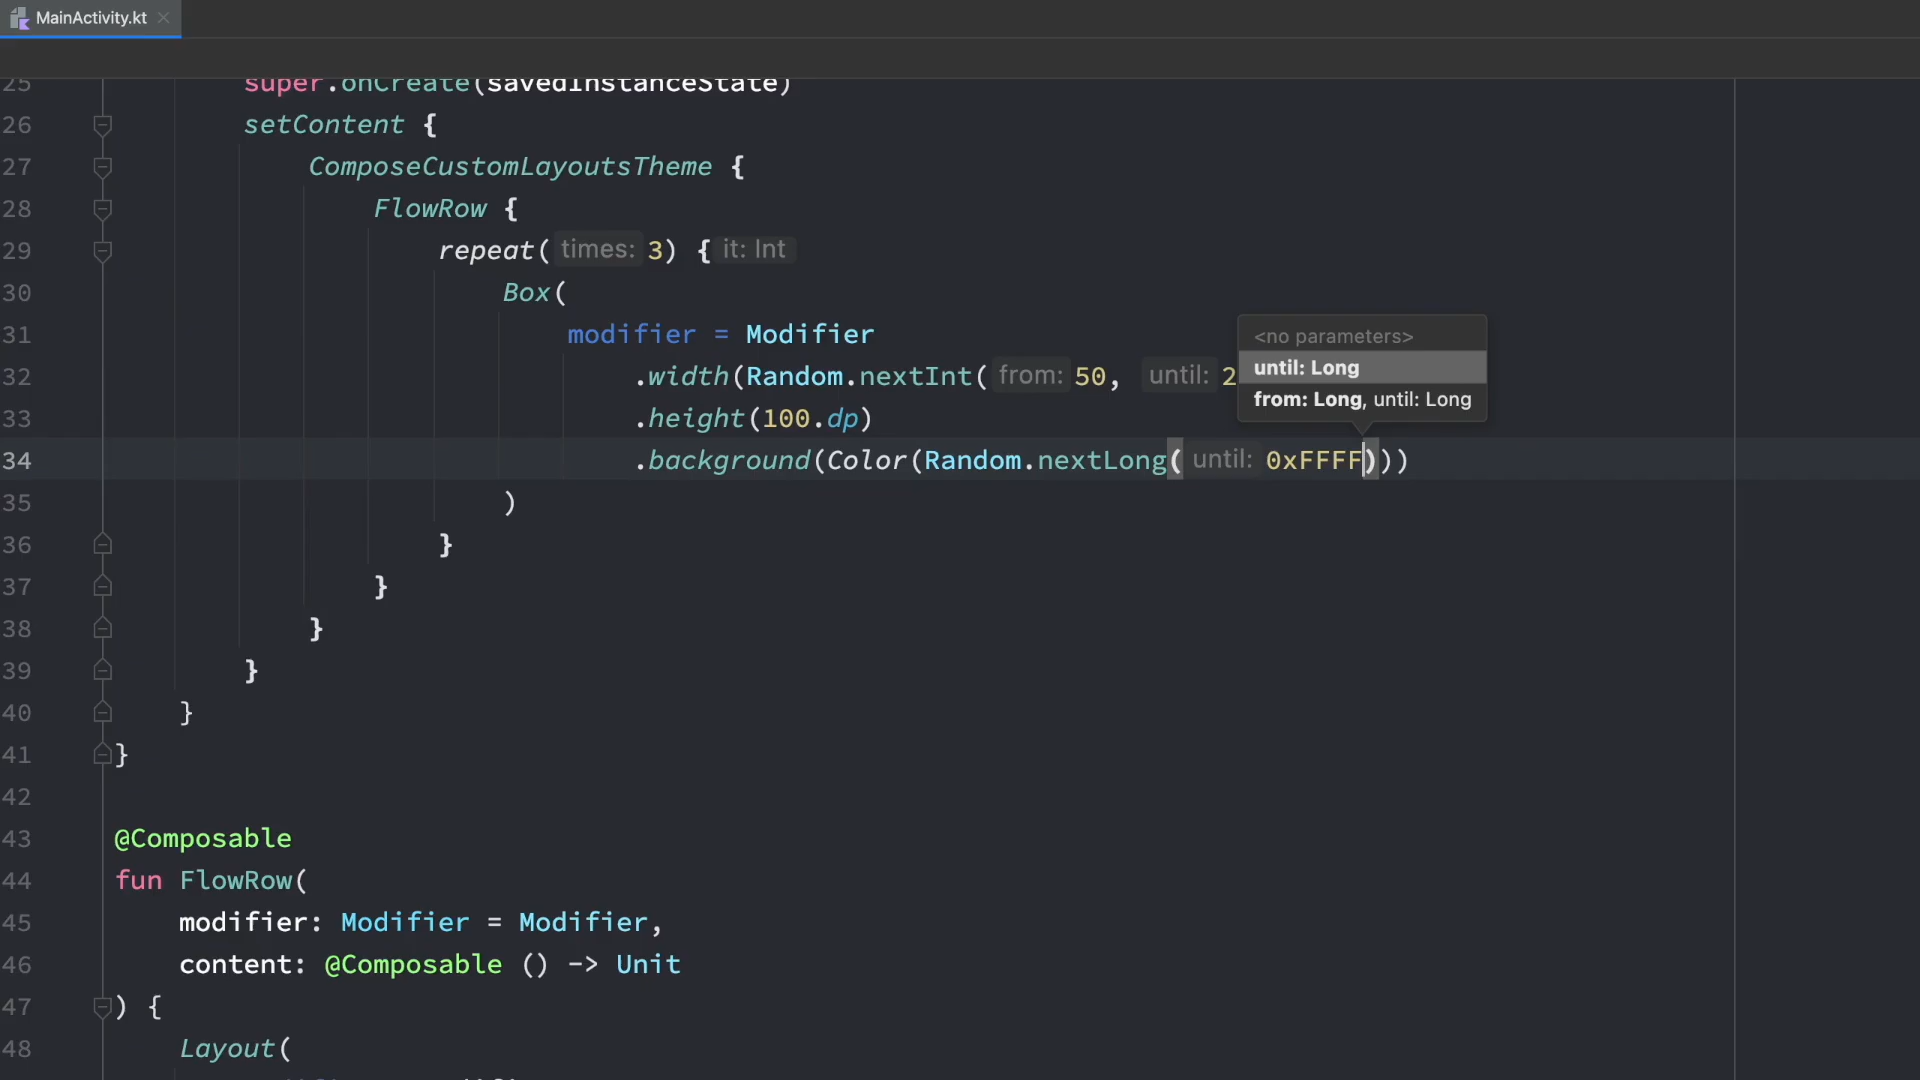 MainActivity.kt
25 super.onCreate(savedInstanceState)
26 setContent {
27 ComposeCustomLayoutsTheme {
28 FlowRow {
29 repeat( times: 3) { it: Int
30 Box(
31 modifier = Modifier
<no parameters>
32 .width(Random.nextInt( from: 50, until: 2
until: Long
33 .height(100.dp)
from: Long, until: Long
34 .background(Color(Random.nextLong( until: 0xFFFF)))
35 )
36 }
37 }
38 }
39 }
40 }
41 }
42
43 @Composable
44 fun FlowRow(
45 modifier: Modifier = Modifier,
46 content: @Composable () -> Unit
47 ) {
48 Layout(